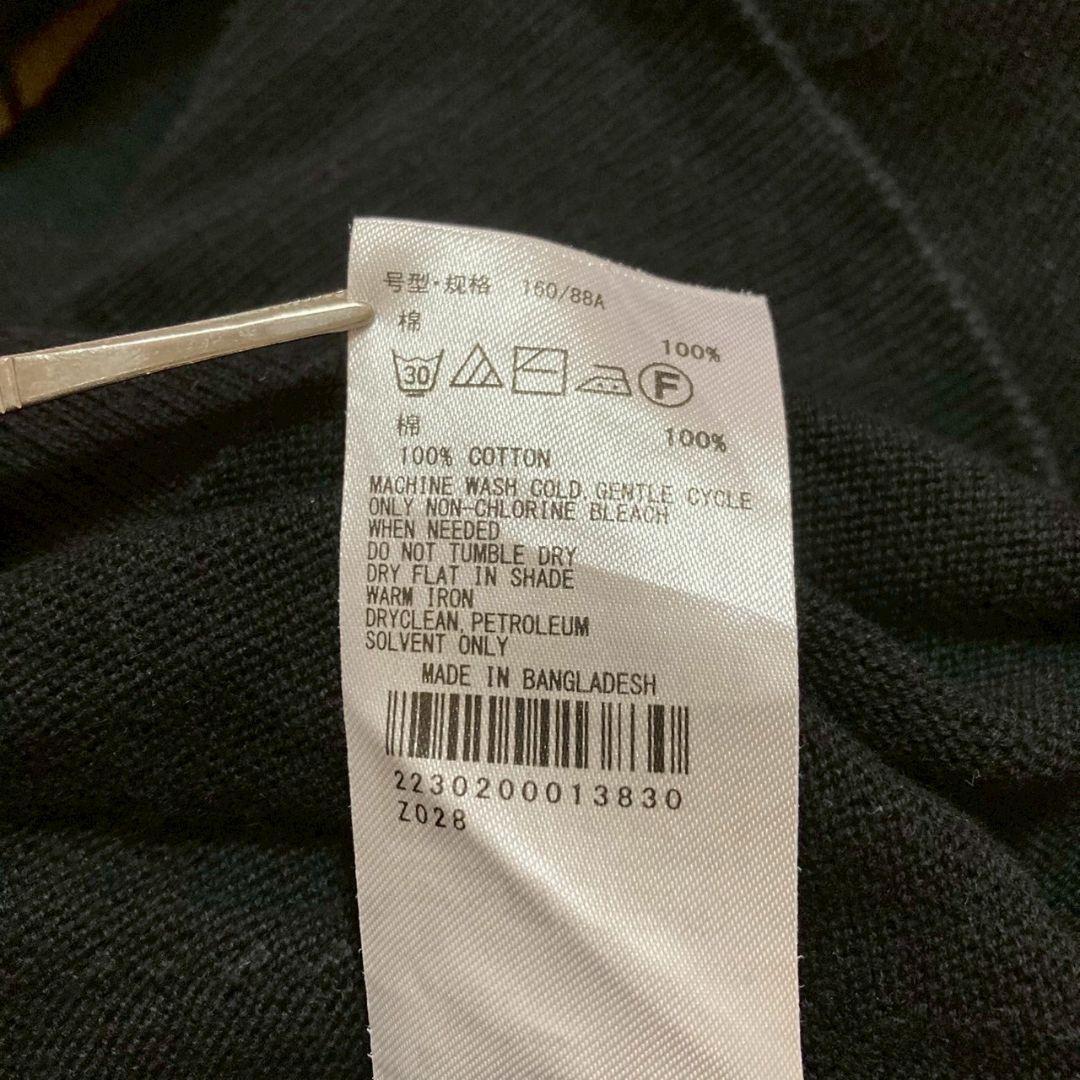 号型・规格 160/88A
棉 100%
30 F
棉 100%
100% COTTON
MACHINE WASH COLD, GENTLE CYCLE
ONLY NON-CHLORINE BLEACH
WHEN NEEDED
DO NOT TUMBLE DRY
DRY FLAT IN SHADE
WARM IRON
DRYCLEAN, PETROLEUM
SOLVENT ONLY
MADE IN BANGLADESH
2230200013830
Z028